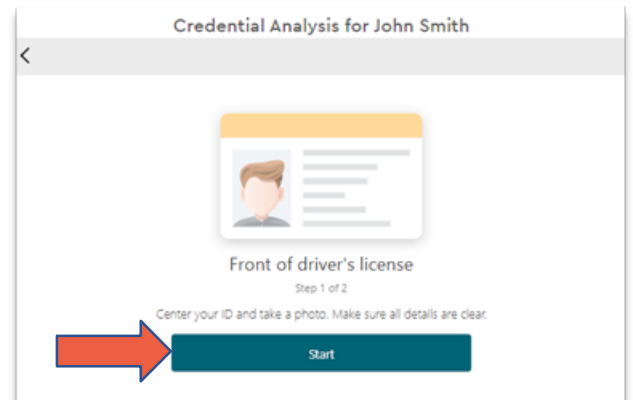 Credential Analysis for John Smith
Front of driver's license
Step 1 of 2
Center your ID and take a photo. Make sure all details are clear.
Start